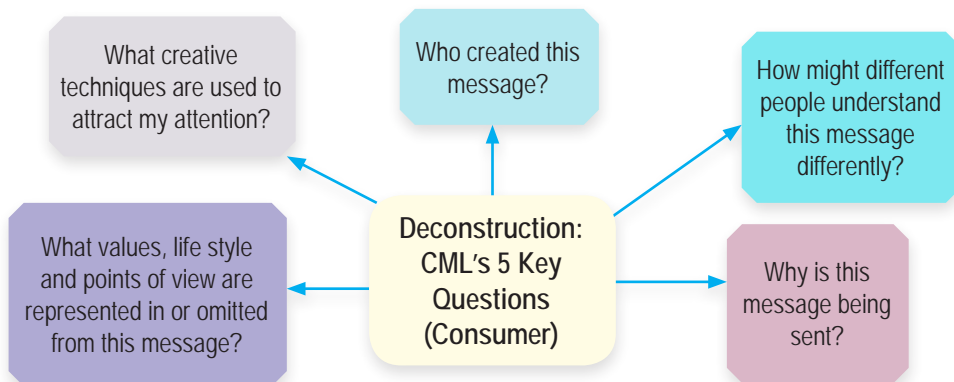 What creative
techniques are used to
attract my attention?
Who created this
message?
How might different
people understand
this message
differently?
What values, life style
and points of view are
represented in or omitted
from this message?
Deconstruction:
CML's 5 Key
Questions
(Consumer)
Why is this
message being
sent?